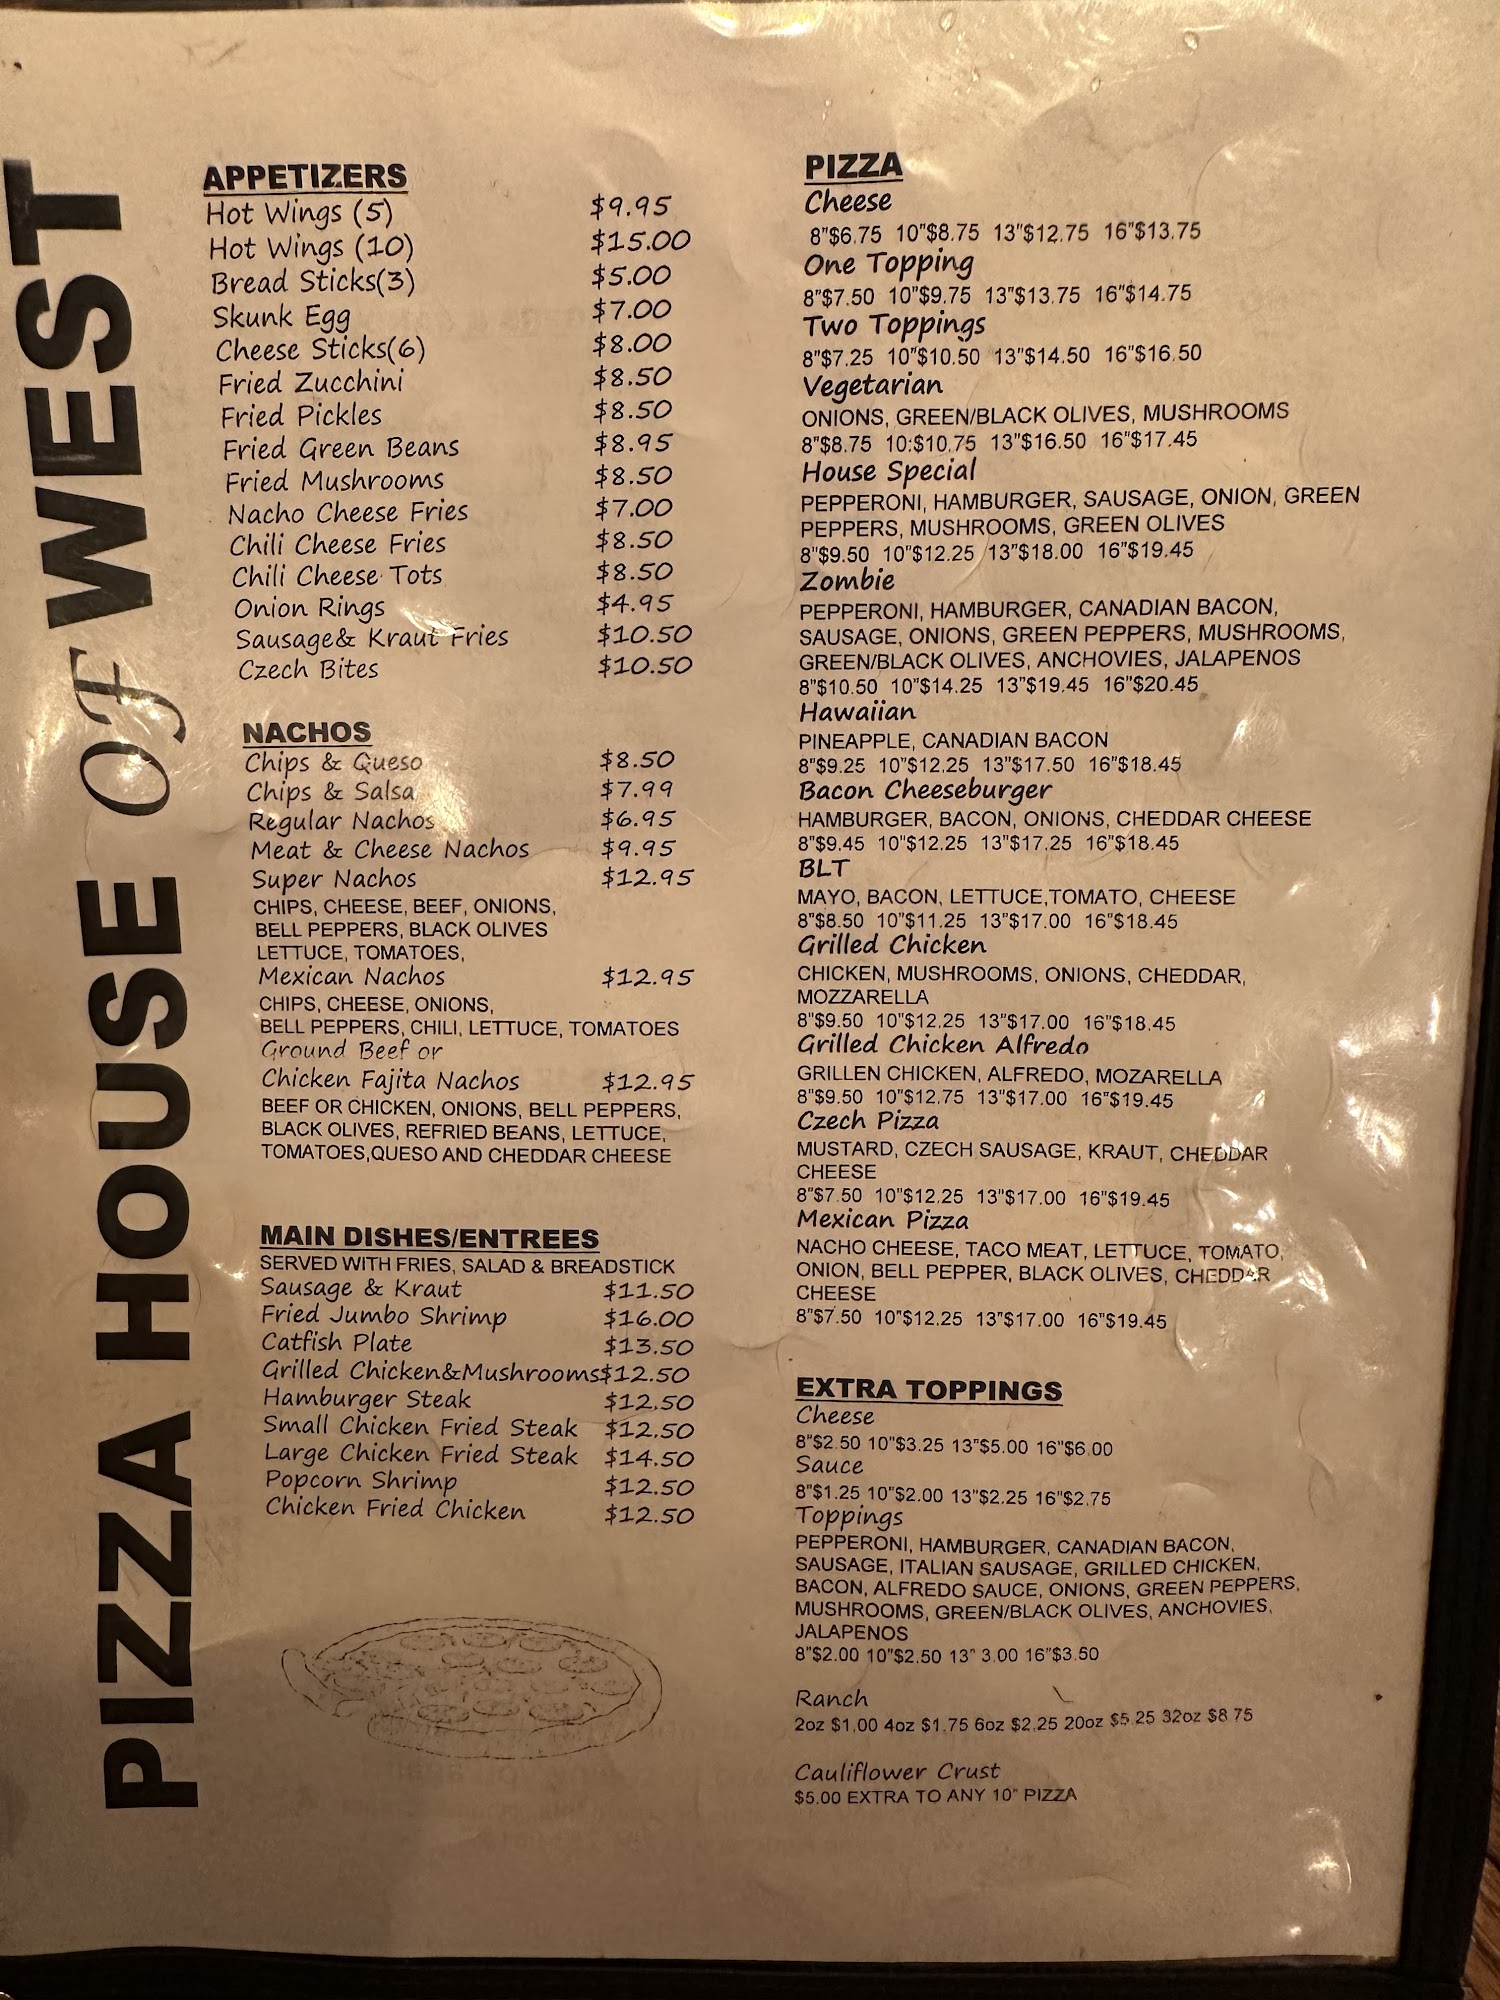 PIZZA HOUSE OF WEST
APPETIZERS
Hot Wings (5) $9.95
Hot Wings (10) $15.00
Bread Sticks(3) $5.00
Skunk Egg $7.00
Cheese Sticks(6) $8.00
Fried Zucchini $8.50
Fried Pickles $8.50
Fried Green Beans $8.95
Fried Mushrooms $8.50
Nacho Cheese Fries $7.00
Chili Cheese Fries $8.50
Chili Cheese Tots $8.50
Onion Rings $4.95
Sausage& Kraut Fries $10.50
Czech Bites $10.50
NACHOS
Chips & Queso $8.50
Chips & Salsa $7.99
Regular Nachos $6.95
Meat & Cheese Nachos $9.95
Super Nachos $12.95
CHIPS, CHEESE, BEEF, ONIONS,
BELL PEPPERS, BLACK OLIVES
LETTUCE, TOMATOES,
Mexican Nachos $12.95
CHIPS, CHEESE, ONIONS,
BELL PEPPERS, CHILI, LETTUCE, TOMATOES
Ground Beef or
Chicken Fajita Nachos $12.95
BEEF OR CHICKEN, ONIONS, BELL PEPPERS,
BLACK OLIVES, REFRIED BEANS, LETTUCE,
TOMATOES,QUESO AND CHEDDAR CHEESE
MAIN DISHES/ENTREES
SERVED WITH FRIES, SALAD & BREADSTICK
Sausage & Kraut $11.50
Fried Jumbo Shrimp $16.00
Catfish Plate $13.50
Grilled Chicken&Mushrooms$12.50
Hamburger Steak $12.50
Small Chicken Fried Steak $12.50
Large Chicken Fried Steak $14.50
Popcorn Shrimp $12.50
Chicken Fried Chicken $12.50
PIZZA
Cheese
8"$6.75 10"$8.75 13"$12.75 16"$13.75
One Topping
8"$7.50 10"$9.75 13"$13.75 16"$14.75
Two Toppings
8"$7.25 10"$10.50 13"$14.50 16"$16.50
Vegetarian
ONIONS, GREEN/BLACK OLIVES, MUSHROOMS
8"$8.75 10:$10.75 13"$16.50 16"$17.45
House Special
PEPPERONI, HAMBURGER, SAUSAGE, ONION, GREEN
PEPPERS, MUSHROOMS, GREEN OLIVES
8"$9.50 10"$12.25 13"$18.00 16"$19.45
Zombie
PEPPERONI, HAMBURGER, CANADIAN BACON,
SAUSAGE, ONIONS, GREEN PEPPERS, MUSHROOMS,
GREEN/BLACK OLIVES, ANCHOVIES, JALAPENOS
8"$10.50 10"$14.25 13"$19.45 16"$20.45
Hawaiian
PINEAPPLE, CANADIAN BACON
8"$9.25 10"$12.25 13"$17.50 16"$18.45
Bacon Cheeseburger
HAMBURGER, BACON, ONIONS, CHEDDAR CHEESE
8"$9.45 10"$12.25 13"$17.25 16"$18.45
BLT
MAYO, BACON, LETTUCE,TOMATO, CHEESE
8"$8.50 10"$11.25 13"$17.00 16"$18.45
Grilled Chicken
CHICKEN, MUSHROOMS, ONIONS, CHEDDAR,
MOZZARELLA
8"$9.50 10"$12.25 13"$17.00 16"$18.45
Grilled Chicken Alfredo
GRILLEN CHICKEN, ALFREDO, MOZARELLA
8"$9.50 10"$12.75 13"$17.00 16"$19.45
Czech Pizza
MUSTARD, CZECH SAUSAGE, KRAUT, CHEDDAR
CHEESE
8"$7.50 10"$12.25 13"$17.00 16"$19.45
Mexican Pizza
NACHO CHEESE, TACO MEAT, LETTUCE, TOMATO,
ONION, BELL PEPPER, BLACK OLIVES, CHEDDAR
CHEESE
8"$7.50 10"$12.25 13"$17.00 16"$19.45
EXTRA TOPPINGS
Cheese
8"$2.50 10"$3.25 13"$5.00 16"$6.00
Sauce
8"$1.25 10"$2.00 13"$2.25 16"$2.75
Toppings
PEPPERONI, HAMBURGER, CANADIAN BACON,
SAUSAGE, ITALIAN SAUSAGE, GRILLED CHICKEN,
BACON, ALFREDO SAUCE, ONIONS, GREEN PEPPERS,
MUSHROOMS, GREEN/BLACK OLIVES, ANCHOVIES,
JALAPENOS
8"$2.00 10"$2.50 13" 3.00 16"$3.50
Ranch
2oz $1.00 4oz $1.75 6oz $2.25 20oz $5.25 32oz $8.75
Cauliflower Crust
$5.00 EXTRA TO ANY 10" PIZZA